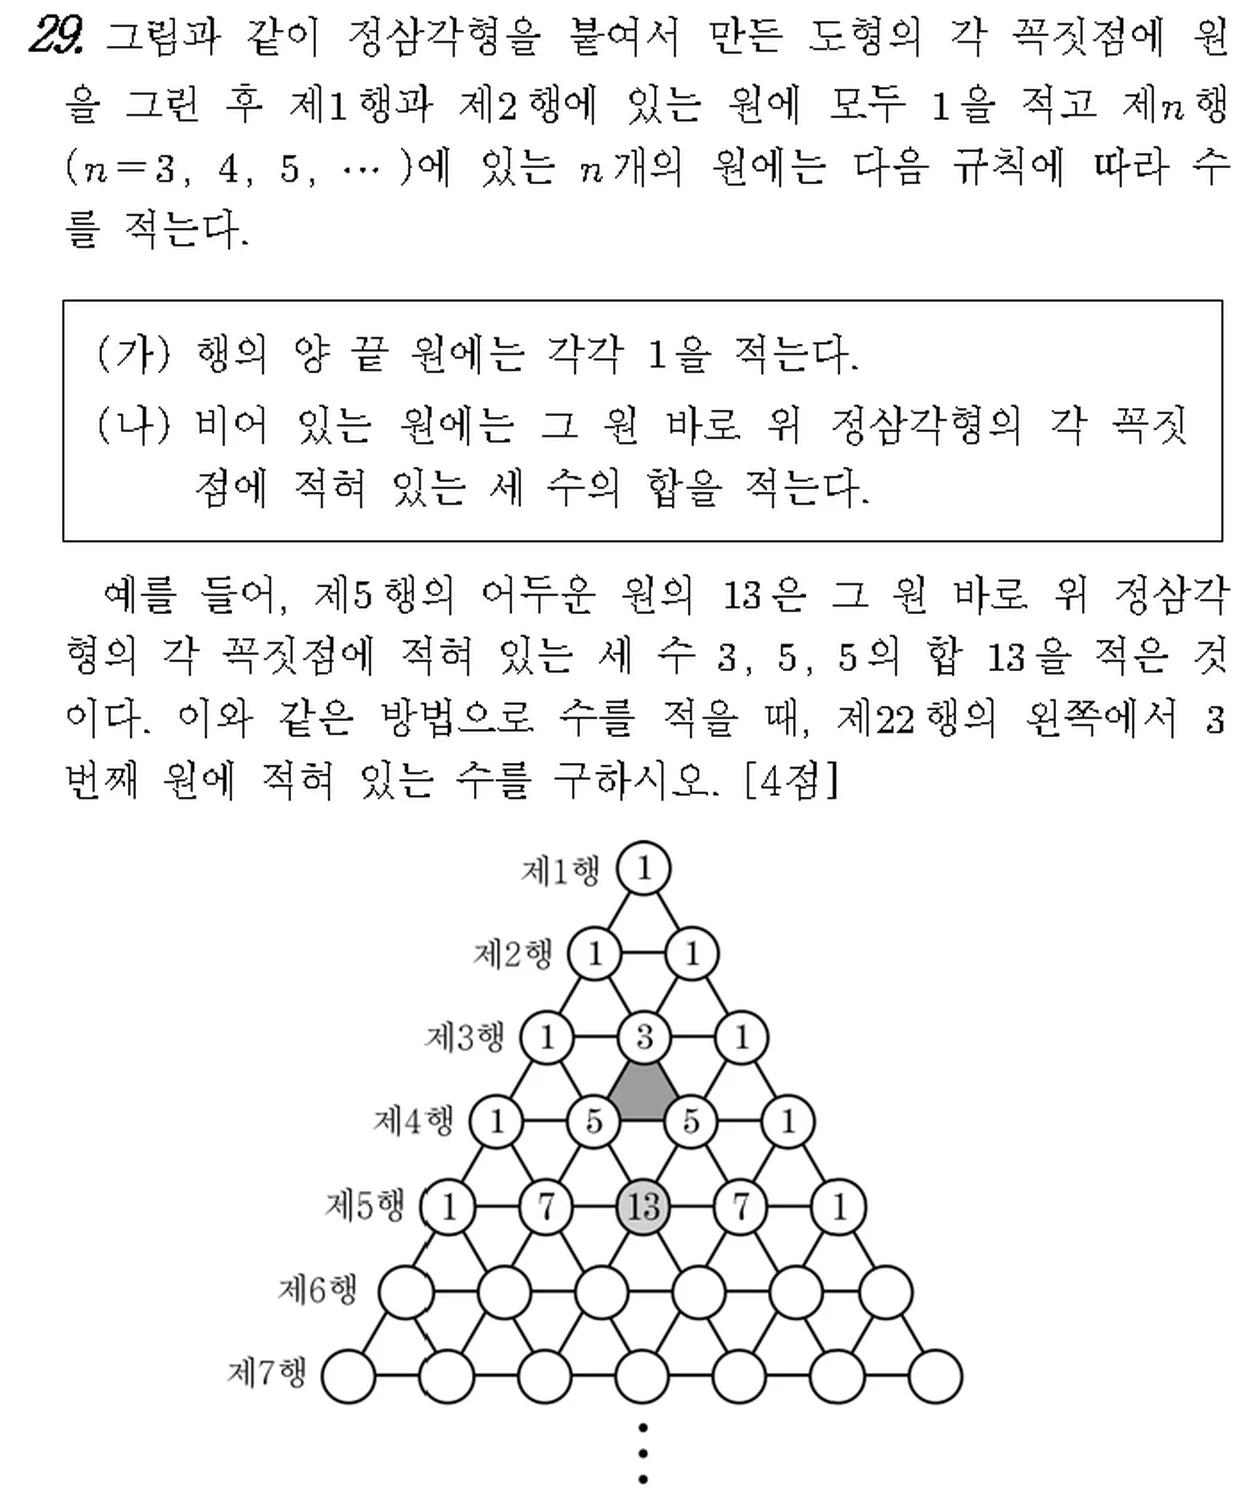 29. 그림과 같이 정삼각형을 붙여서 만든 도형의 각 꼭짓점에 원
을 그린 후 제1행과 제2행에 있는 원에 모두 1을 적고 제n행
(n=3, 4, 5, ⋯ )에 있는 n개의 원에는 다음 규칙에 따라 수
를 적는다.
(가) 행의 양 끝 원에는 각각 1을 적는다.
(나) 비어 있는 원에는 그 원 바로 위 정삼각형의 각 꼭짓
점에 적혀 있는 세 수의 합을 적는다.
예를 들어, 제5행의 어두운 원의 13은 그 원 바로 위 정삼각
형의 각 꼭짓점에 적혀 있는 세 수 3, 5, 5의 합 13을 적은 것
이다. 이와 같은 방법으로 수를 적을 때, 제22행의 왼쪽에서 3
번째 원에 적혀 있는 수를 구하시오. [4점]
제1행 1
제2행 1 1
제3행 1 3 1
제4행 1 5 5 1
제5행 1 7 13 7 1
제6행
제7행